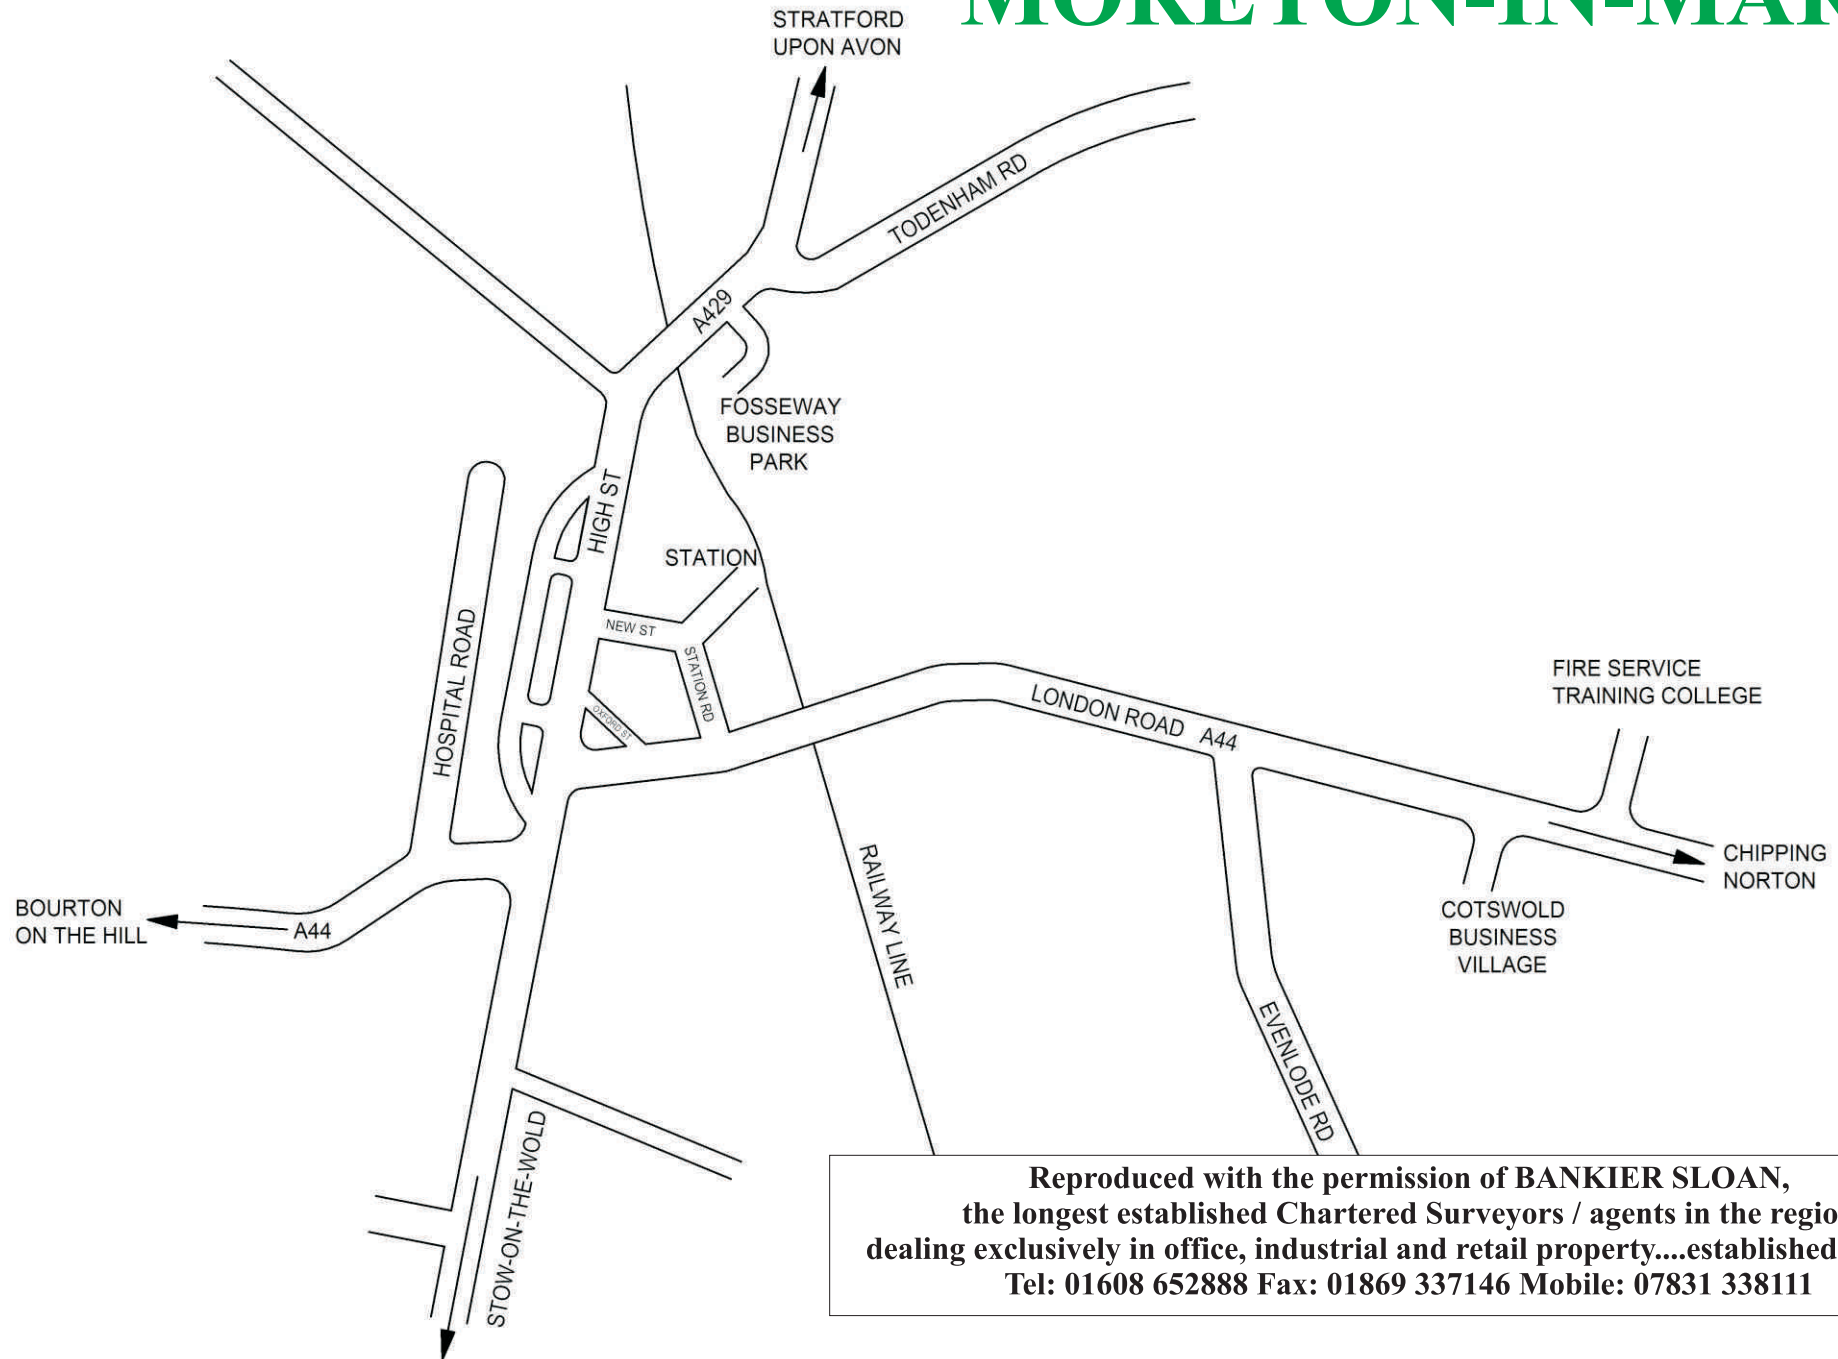 MORETON-IN-MAR
STRATFORD
UPON AVON
TODENHAM RD
A429
FOSSEWAY
BUSINESS
PARK
HIGH ST
STATION
NEW ST
STATION RD
OXFORD ST
HOSPITAL ROAD
LONDON ROAD A44
FIRE SERVICE
TRAINING COLLEGE
CHIPPING
NORTON
COTSWOLD
BUSINESS
VILLAGE
BOURTON
ON THE HILL
A44
RAILWAY LINE
EVENLODE RD
STOW-ON-THE-WOLD
Reproduced with the permission of BANKIER SLOAN,
the longest established Chartered Surveyors / agents in the regio
dealing exclusively in office, industrial and retail property....established
Tel: 01608 652888 Fax: 01869 337146 Mobile: 07831 338111